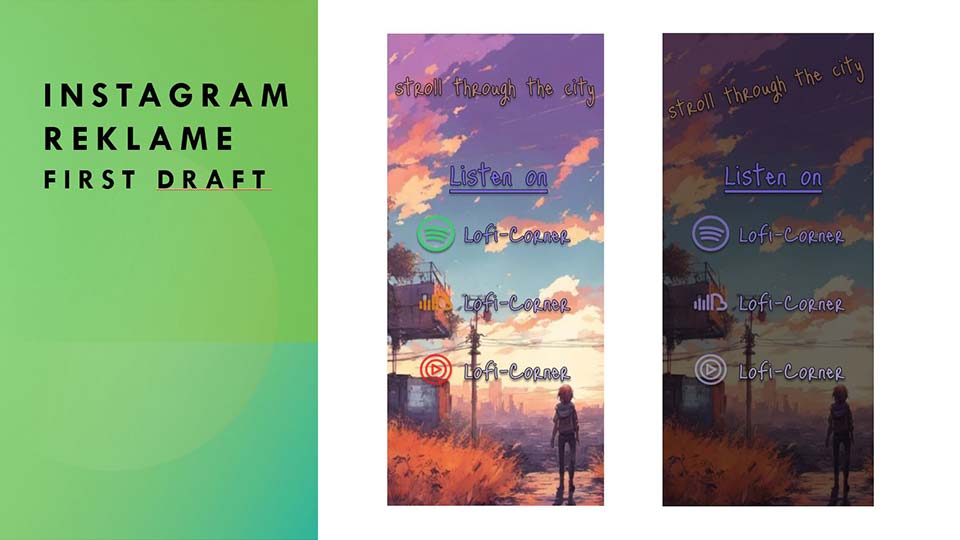 INSTAGRAM
REKLAME
FIRST DRAFT
stroll through the city
Listen on
Lofi-Corner
Lofi-Corner
Lofi-Corner
stroll through the city
Listen on
Lofi-Corner
Lofi-Corner
Lofi-Corner